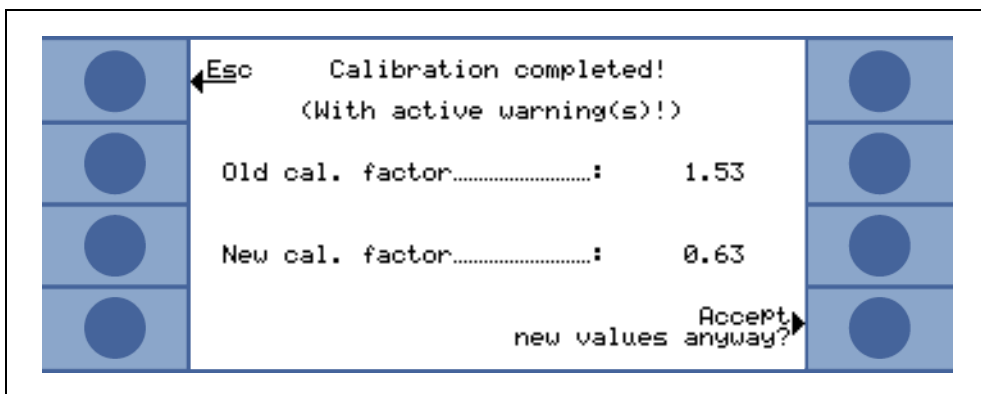 Esc Calibration completed!
(With active warning(s)!)
Old cal. factor..........................: 1.53
New cal. factor..........................: 0.63
Accept
new values anyway?